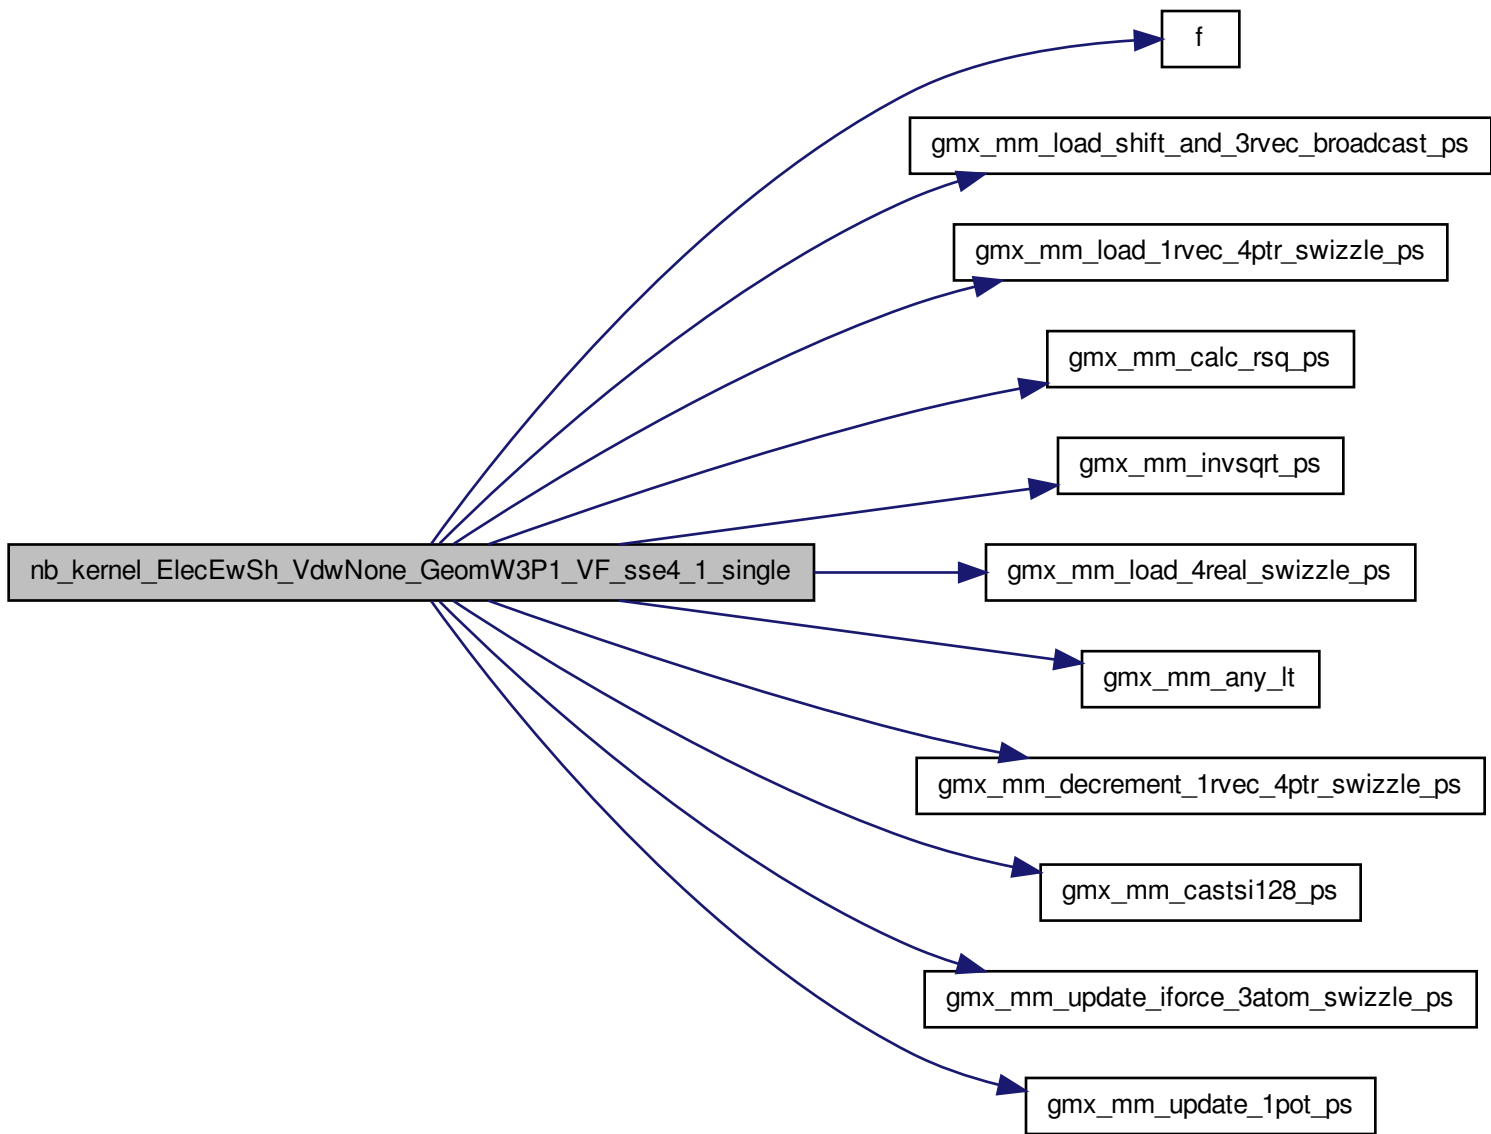 f
gmx_mm_load_shift_and_3rvec_broadcast_ps
gmx_mm_load_1rvec_4ptr_swizzle_ps
gmx_mm_calc_rsq_ps
gmx_mm_invsqrt_ps
nb_kernel_ElecEwSh_VdwNone_GeomW3P1_VF_sse4_1_single
gmx_mm_load_4real_swizzle_ps
gmx_mm_any_lt
gmx_mm_decrement_1rvec_4ptr_swizzle_ps
gmx_mm_castsi128_ps
gmx_mm_update_iforce_3atom_swizzle_ps
gmx_mm_update_1pot_ps